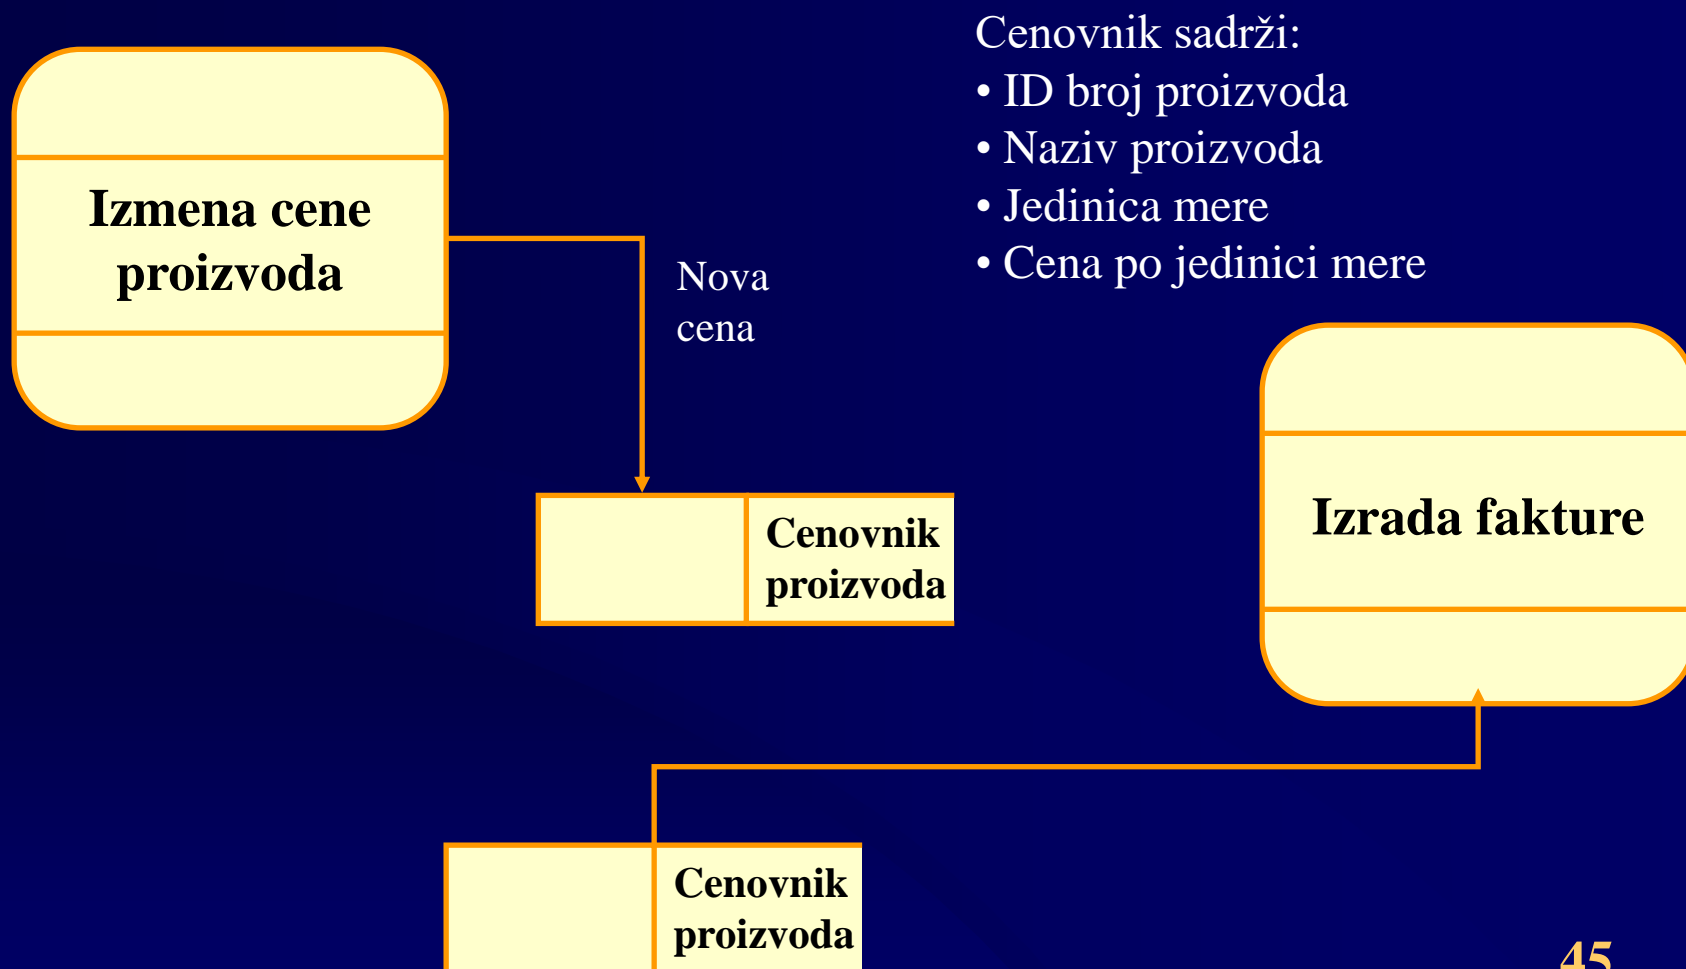 Cenovnik sadrži:
• ID broj proizvoda
• Naziv proizvoda
• Jedinica mere
• Cena po jedinici mere
Izmena cene
proizvoda
Nova
cena
Izrada fakture
Cenovnik
proizvoda
Cenovnik
proizvoda
45